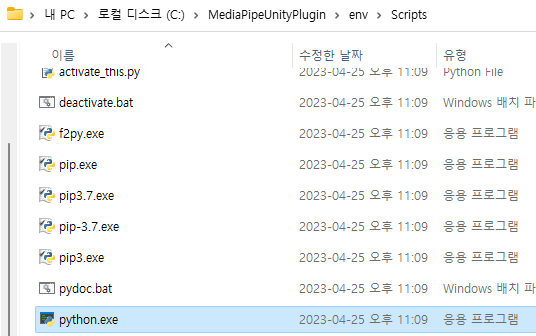 내 PC > 로컬 디스크 (C:) > MediaPipeUnityPlugin > env > Scripts
이름 수정한 날짜 유형
activate_this.py 2023-04-25 오후 11:09 Python File
deactivate.bat 2023-04-25 오후 11:09 Windows 배치 파
f2py.exe 2023-04-25 오후 11:09 응용 프로그램
pip.exe 2023-04-25 오후 11:09 응용 프로그램
pip3.7.exe 2023-04-25 오후 11:09 응용 프로그램
pip-3.7.exe 2023-04-25 오후 11:09 응용 프로그램
pip3.exe 2023-04-25 오후 11:09 응용 프로그램
pydoc.bat 2023-04-25 오후 11:09 Windows 배치 파
python.exe 2023-04-25 오후 11:09 응용 프로그램